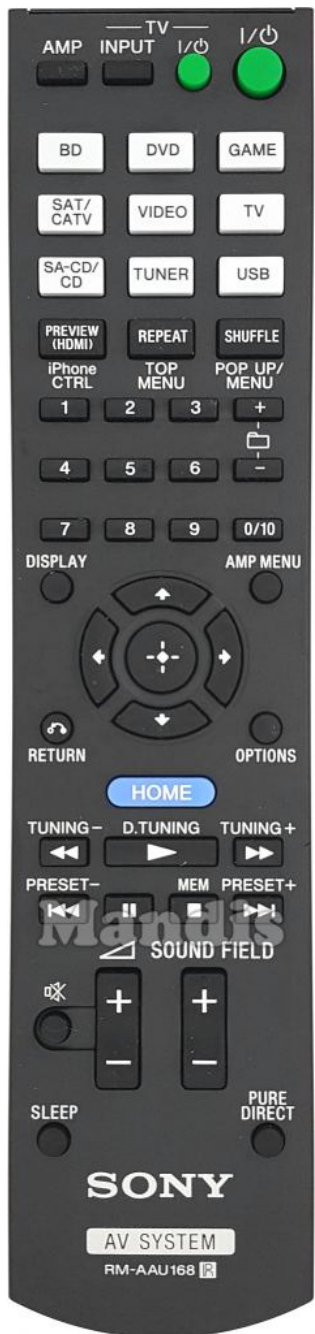 TV
AMP INPUT I/⏻ I/⏻
BD DVD GAME
SAT/
CATV VIDEO TV
SA-CD/
CD TUNER USB
PREVIEW
(HDMI) REPEAT SHUFFLE
iPhone
CTRL TOP
MENU POP UP/
MENU
1 2 3 +
4 5 6 -
7 8 9 0/10
DISPLAY AMP MENU
RETURN OPTIONS
HOME
TUNING- D.TUNING TUNING+
PRESET- MEM PRESET+
Mandis
SOUND FIELD
+ +
- -
SLEEP PURE
DIRECT
SONY
AV SYSTEM
RM-AAU168 IR